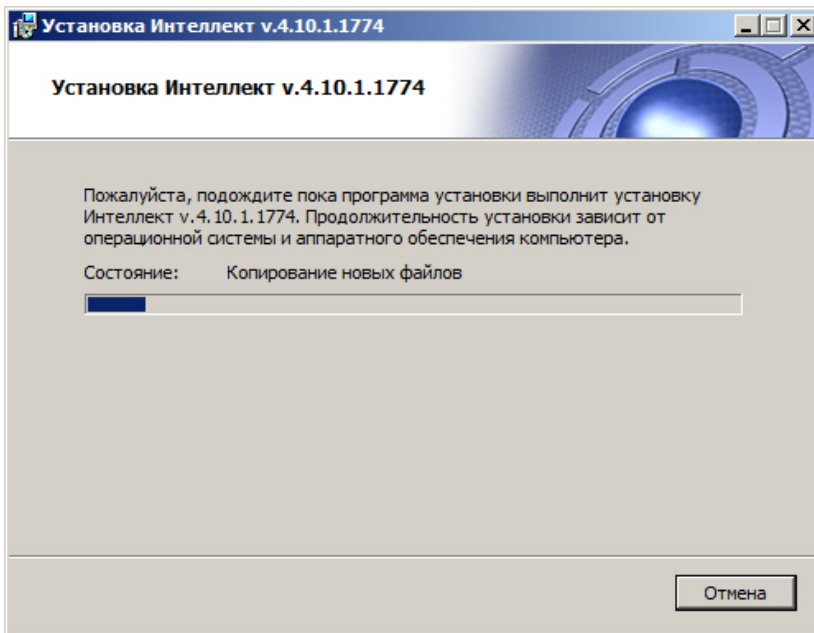 Установка Интеллект v.4.10.1.1774
Установка Интеллект v.4.10.1.1774
Пожалуйста, подождите пока программа установки выполнит установку
Интеллект v.4.10.1.1774. Продолжительность установки зависит от
операционной системы и аппаратного обеспечения компьютера.
Состояние: Копирование новых файлов
Отмена